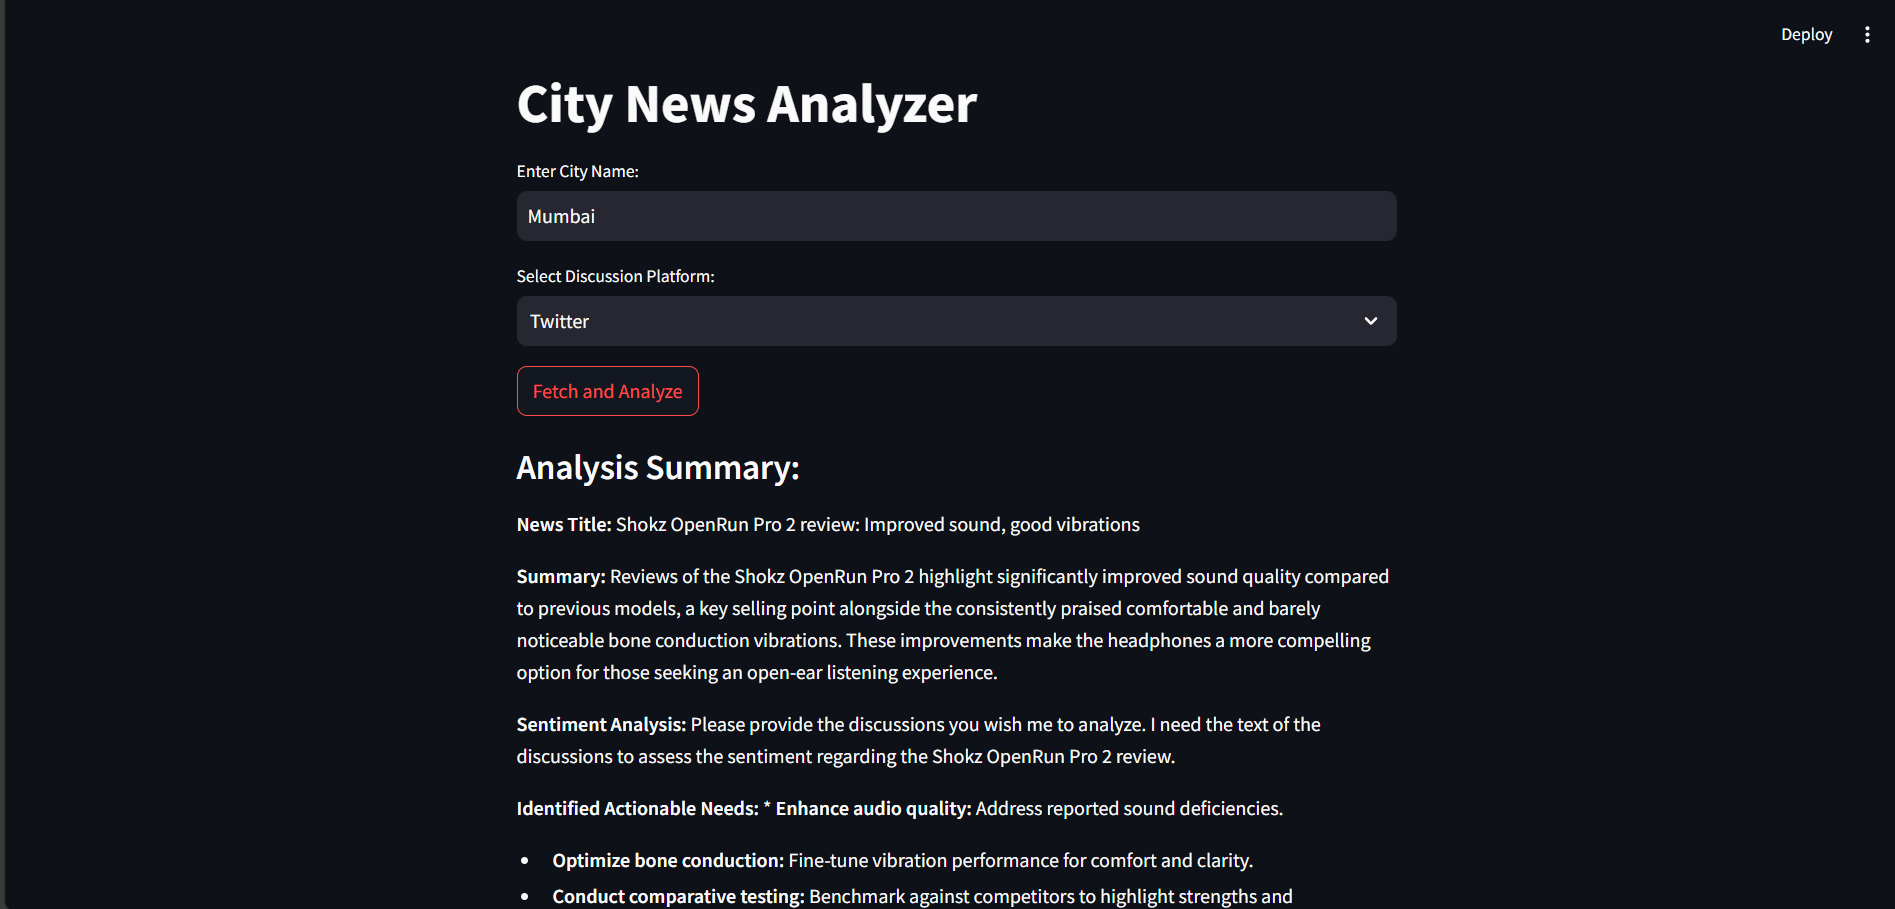 Deploy
City News Analyzer
Enter City Name:
Mumbai
Select Discussion Platform:
Twitter
Fetch and Analyze
Analysis Summary:
News Title: Shokz OpenRun Pro 2 review: Improved sound, good vibrations
Summary: Reviews of the Shokz OpenRun Pro 2 highlight significantly improved sound quality compared
to previous models, a key selling point alongside the consistently praised comfortable and barely
noticeable bone conduction vibrations. These improvements make the headphones a more compelling
option for those seeking an open-ear listening experience.
Sentiment Analysis: Please provide the discussions you wish me to analyze. I need the text of the
discussions to assess the sentiment regarding the Shokz OpenRun Pro 2 review.
Identified Actionable Needs: * Enhance audio quality: Address reported sound deficiencies.
• Optimize bone conduction: Fine-tune vibration performance for comfort and clarity.
• Conduct comparative testing: Benchmark against competitors to highlight strengths and